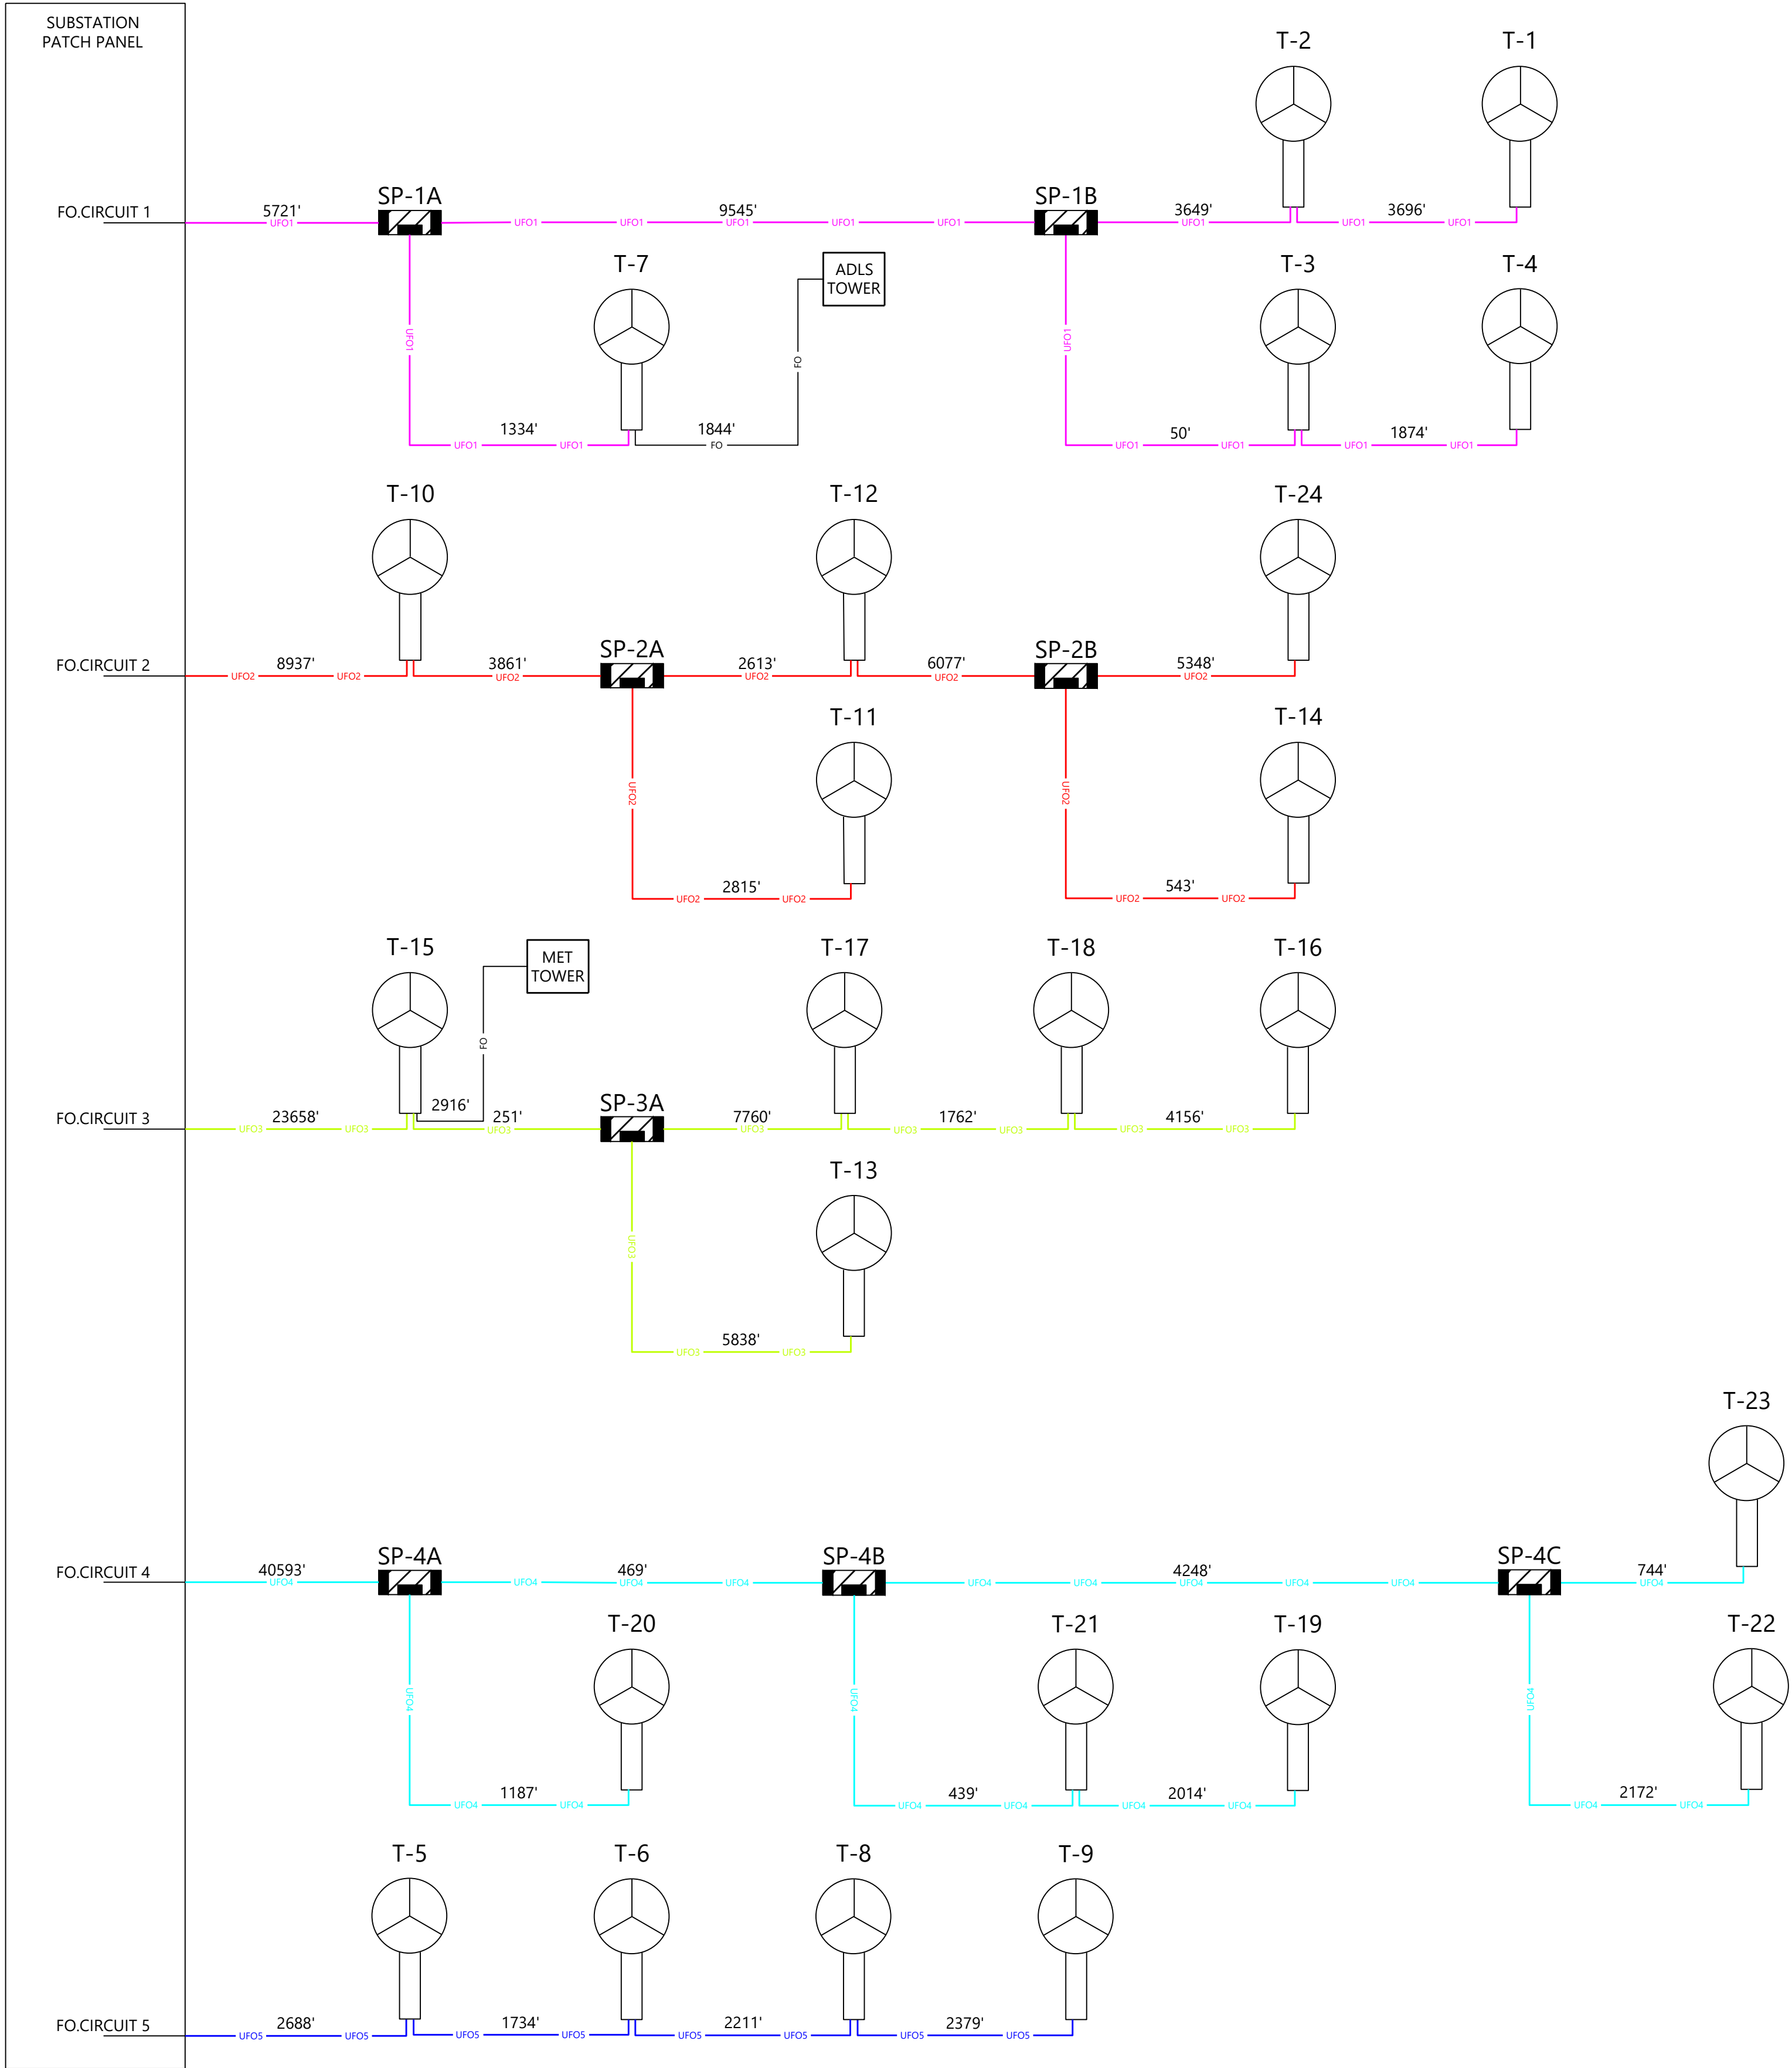 SUBSTATION
PATCH PANEL
T-2
T-1
FO.CIRCUIT 1
5721'
UFO1
SP-1A
UFO1
UFO1
9545'
UFO1
UFO1
UFO1
SP-1B
3649'
UFO1
UFO1
3696'
UFO1
T-7
ADLS
TOWER
T-3
T-4
UFO1
FO
UFO1
UFO1
1334'
UFO1
1844'
FO
UFO1
50'
UFO1
UFO1
1874'
UFO1
T-10
T-12
T-24
FO.CIRCUIT 2
UFO2
8937'
UFO2
3861'
UFO2
SP-2A
2613'
UFO2
6077'
UFO2
SP-2B
5348'
UFO2
T-11
T-14
UFO2
UFO2
UFO2
2815'
UFO2
UFO2
543'
UFO2
T-15
MET
TOWER
T-17
T-18
T-16
FO
FO.CIRCUIT 3
UFO3
23658'
UFO3
2916'
251'
UFO3
SP-3A
7760'
UFO3
UFO3
1762'
UFO3
UFO3
4156'
UFO3
T-13
UFO3
UFO3
5838'
UFO3
T-23
FO.CIRCUIT 4
40593'
UFO4
SP-4A
UFO4
469'
UFO4
UFO4
SP-4B
UFO4
UFO4
4248'
UFO4
UFO4
UFO4
SP-4C
744'
UFO4
T-20
T-21
T-19
T-22
UFO4
UFO4
UFO4
UFO4
1187'
UFO4
UFO4
439'
UFO4
UFO4
2014'
UFO4
UFO4
2172'
UFO4
T-5
T-6
T-8
T-9
FO.CIRCUIT 5
UFO5
2688'
UFO5
UFO5
1734'
UFO5
UFO5
2211'
UFO5
UFO5
2379'
UFO5